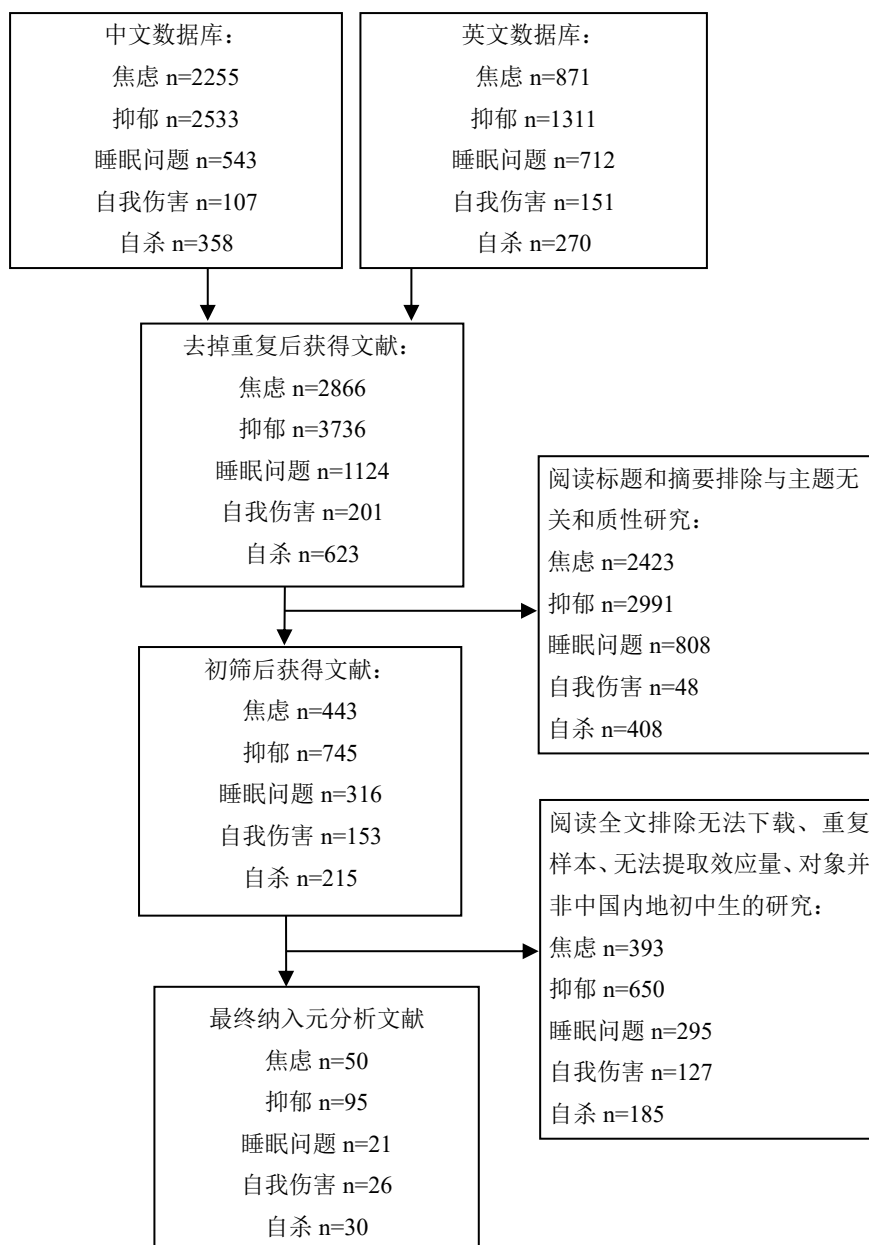 中文数据库：
焦虑 n=2255
抑郁 n=2533
睡眠问题 n=543
自我伤害 n=107
自杀 n=358
英文数据库：
焦虑 n=871
抑郁 n=1311
睡眠问题 n=712
自我伤害 n=151
自杀 n=270
去掉重复后获得文献：
焦虑 n=2866
抑郁 n=3736
睡眠问题 n=1124
自我伤害 n=201
自杀 n=623
阅读标题和摘要排除与主题无
关和质性研究：
焦虑 n=2423
抑郁 n=2991
睡眠问题 n=808
自我伤害 n=48
自杀 n=408
初筛后获得文献：
焦虑 n=443
抑郁 n=745
睡眠问题 n=316
自我伤害 n=153
自杀 n=215
阅读全文排除无法下载、重复
样本、无法提取效应量、对象并
非中国内地初中生的研究：
焦虑 n=393
抑郁 n=650
睡眠问题 n=295
自我伤害 n=127
自杀 n=185
最终纳入元分析文献
焦虑 n=50
抑郁 n=95
睡眠问题 n=21
自我伤害 n=26
自杀 n=30